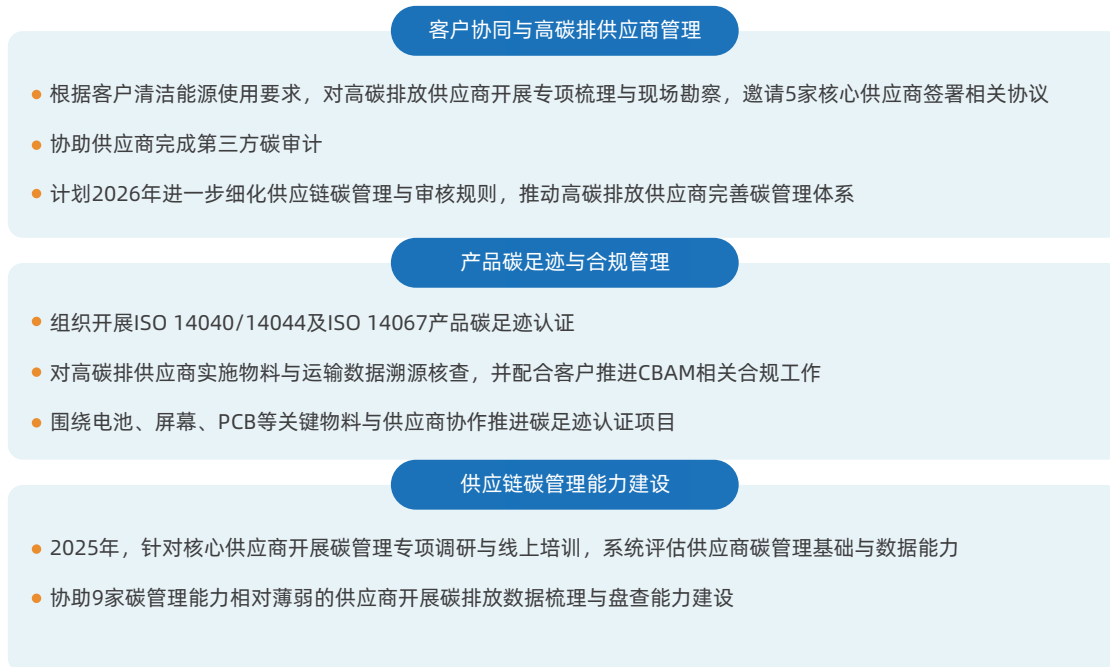 客户协同与高碳排供应商管理
根据客户清洁能源使用要求，对高碳排放供应商开展专项梳理与现场勘察，邀请5家核心供应商签署相关协议
协助供应商完成第三方碳审计
计划2026年进一步细化供应链碳管理与审核规则，推动高碳排放供应商完善碳管理体系
产品碳足迹与合规管理
组织开展ISO 14040/14044及ISO 14067产品碳足迹认证
对高碳排供应商实施物料与运输数据溯源核查，并配合客户推进CBAM相关合规工作
围绕电池、屏幕、PCB等关键物料与供应商协作推进碳足迹认证项目
供应链碳管理能力建设
2025年，针对核心供应商开展碳管理专项调研与线上培训，系统评估供应商碳管理基础与数据能力
协助9家碳管理能力相对薄弱的供应商开展碳排放数据梳理与盘查能力建设